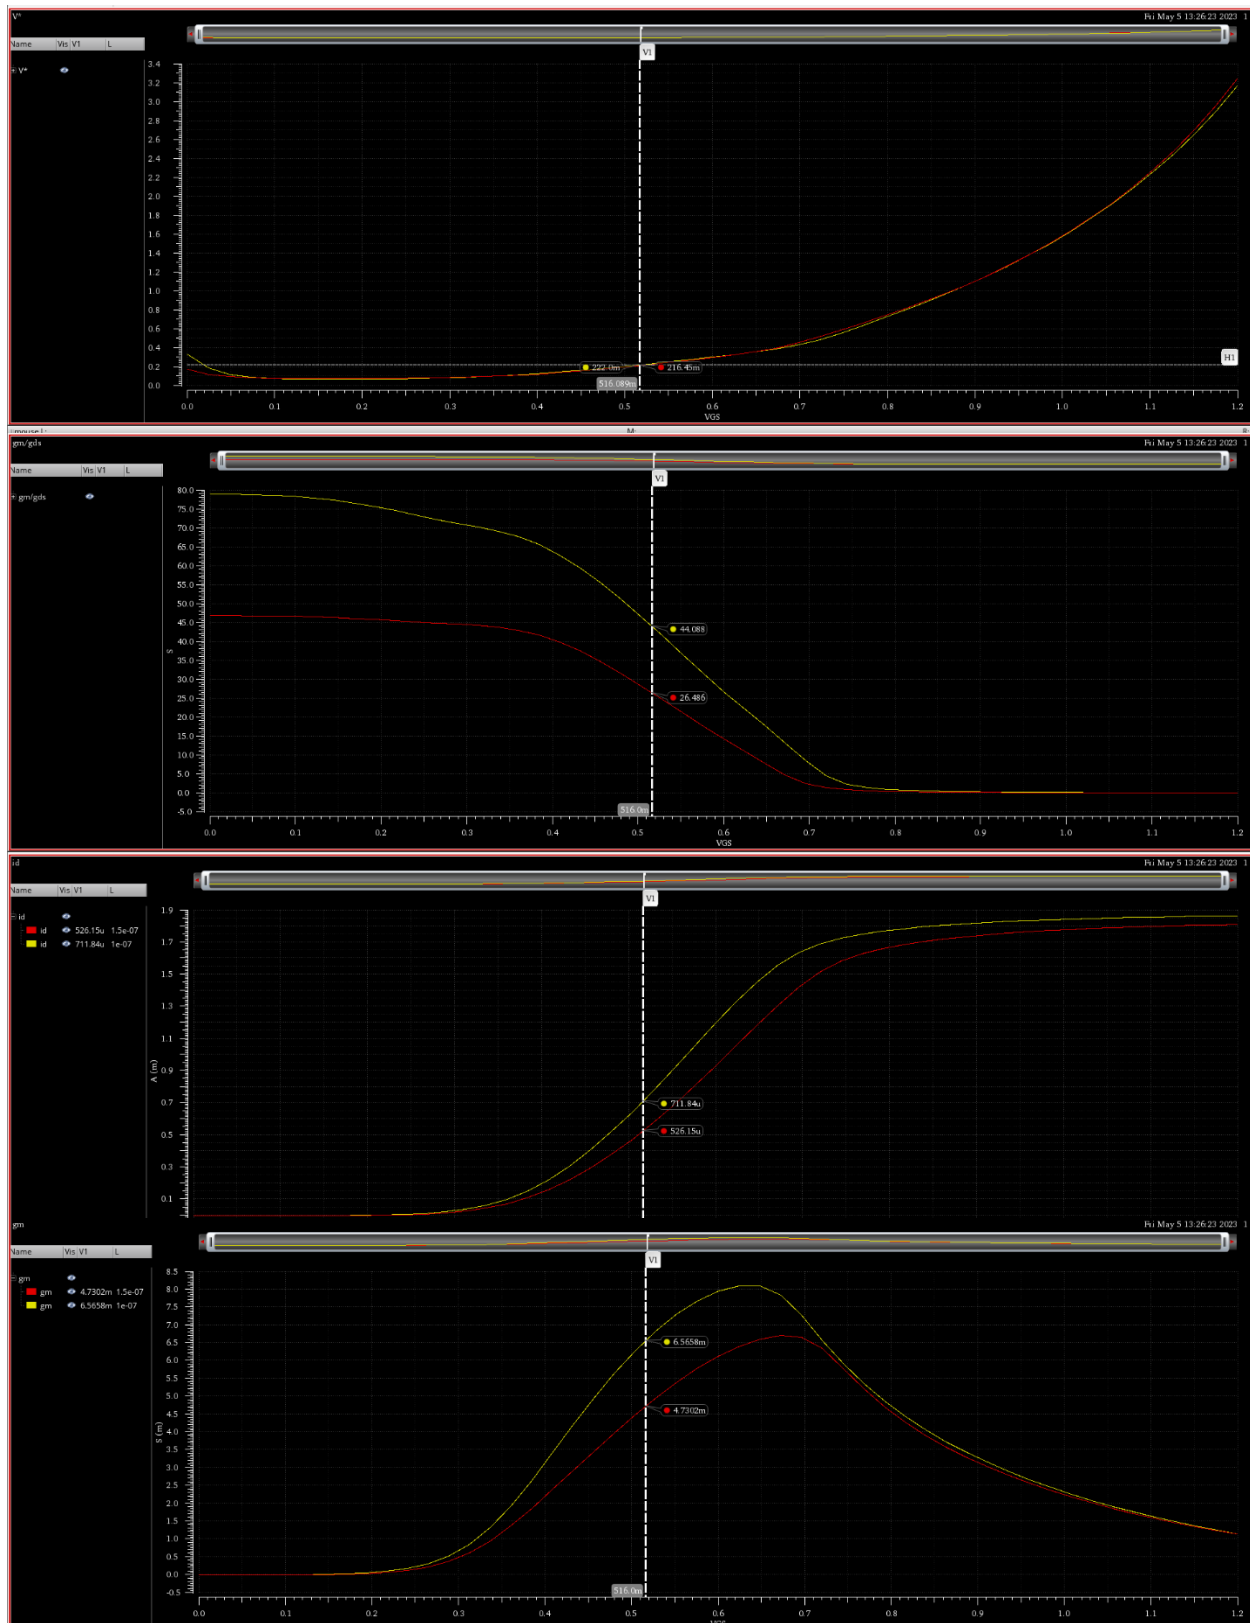 V* Fri May 5 13:26:23 2023 1
Name Vis V1 L
V1
V*
3.4
3.2
3.0
2.8
2.6
2.4
2.2
2.0
1.8
1.6
1.4
1.2
1.0
0.8
0.6
0.4
0.2
0.0
H1
222.0m 216.45m
516.089m
0.0 0.1 0.2 0.3 0.4 0.5 0.6 0.7 0.8 0.9 1.0 1.1 1.2
VGS
mouse L: M: R:
gm/gds Fri May 5 13:26:23 2023 1
Name Vis V1 L
V1
gm/gds
80.0
75.0
70.0
65.0
60.0
55.0
50.0
45.0
40.0
35.0
30.0
25.0
20.0
15.0
10.0
5.0
0.0
-5.0
S
44.088
26.486
516.0m
0.0 0.1 0.2 0.3 0.4 0.5 0.6 0.7 0.8 0.9 1.0 1.1 1.2
VGS
id Fri May 5 13:26:23 2023 1
Name Vis V1 L
V1
id
id 526.15u 1.5e-07
id 711.84u 1e-07
1.9
1.7
1.5
1.3
1.1
0.9
0.7
0.5
0.3
0.1
A (m)
711.84u
526.15u
gm Fri May 5 13:26:23 2023 1
Name Vis V1 L
V1
gm
gm 4.7302m 1.5e-07
gm 6.5658m 1e-07
8.5
8.0
7.5
7.0
6.5
6.0
5.5
5.0
4.5
4.0
3.5
3.0
2.5
2.0
1.5
1.0
0.5
0.0
-0.5
S (m)
6.5658m
4.7302m
516.0m
0.0 0.1 0.2 0.3 0.4 0.5 0.6 0.7 0.8 0.9 1.0 1.1 1.2
VGS